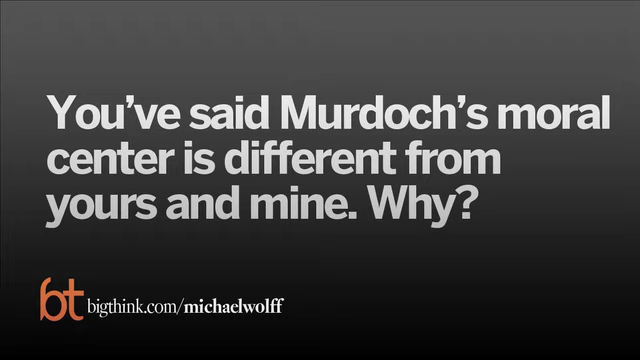 You’ve said Murdoch’s moral
center is different from
yours and mine. Why?
bt bigthink.com/michaelwolff